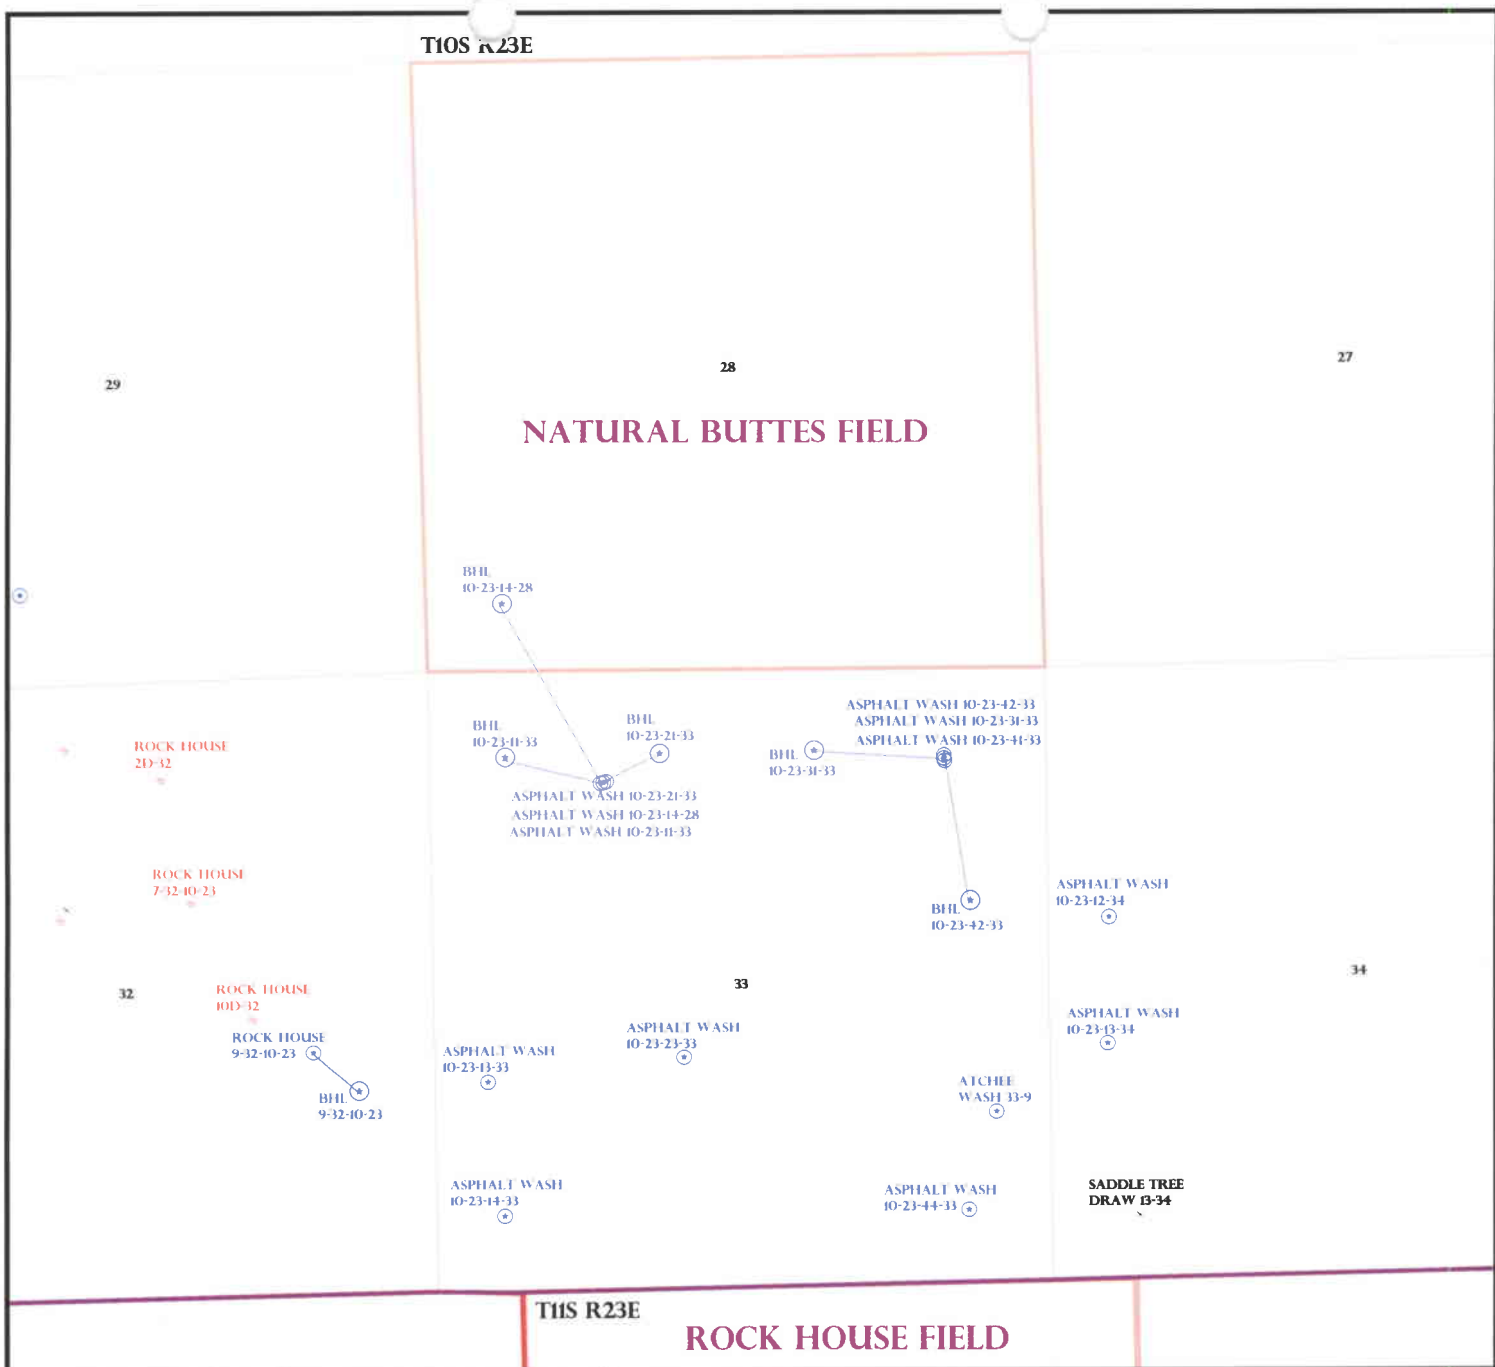 T10S R23E
28
27
29
NATURAL BUTTES FIELD
BHL
10-23-14-28
ASPHALT WASH 10-23-42-33
ASPHALT WASH 10-23-31-33
ASPHALT WASH 10-23-41-33
BHL
10-23-11-33
BHL
10-23-21-33
BHL
10-23-31-33
ROCK HOUSE
2D-32
ASPHALT WASH 10-23-21-33
ASPHALT WASH 10-23-14-28
ASPHALT WASH 10-23-11-33
ROCK HOUSE
7-32-10-23
BHL
10-23-42-33
ASPHALT WASH
10-23-12-34
32
33
34
ROCK HOUSE
10D-32
ROCK HOUSE
9-32-10-23
BHL
9-32-10-23
ASPHALT WASH
10-23-13-33
ASPHALT WASH
10-23-23-33
ASPHALT WASH
10-23-13-34
ATCHEE
WASH 33-9
ASPHALT WASH
10-23-14-33
ASPHALT WASH
10-23-44-33
SADDLE TREE
DRAW 13-34
T11S R23E
ROCK HOUSE FIELD